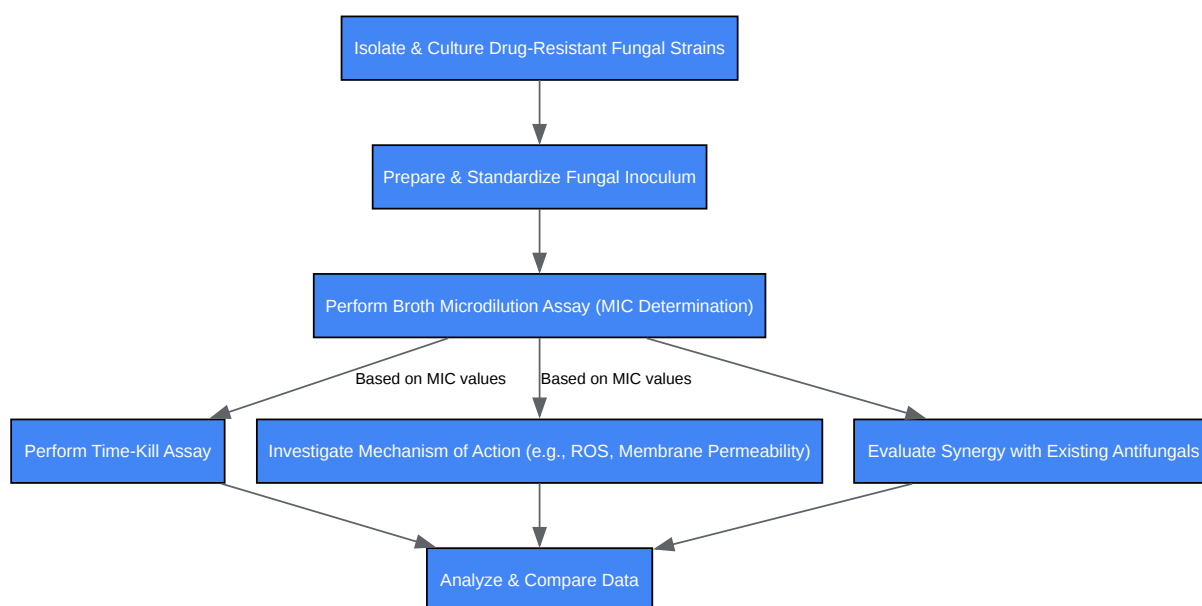 Isolate & Culture Drug-Resistant Fungal Strains
Prepare & Standardize Fungal Inoculum
Perform Broth Microdilution Assay (MIC Determination)
Based on MIC values
Based on MIC values
Perform Time-Kill Assay
Investigate Mechanism of Action (e.g., ROS, Membrane Permeability)
Evaluate Synergy with Existing Antifungals
Analyze & Compare Data